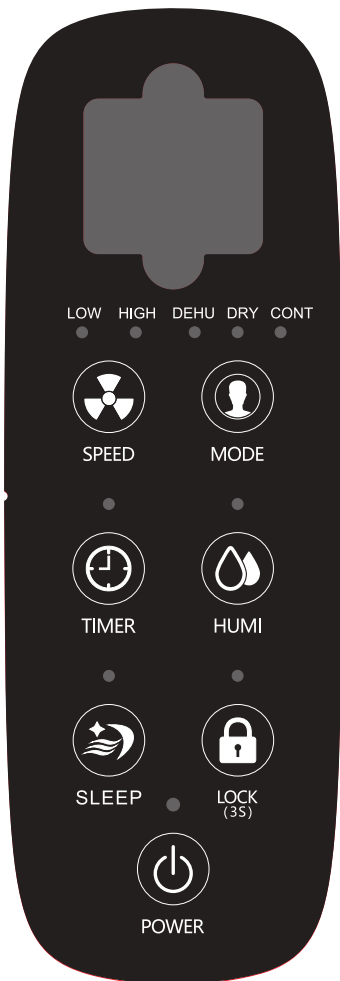 LOW HIGH DEHU DRY CONT
SPEED MODE
TIMER HUMI
SLEEP LOCK
(3S)
POWER